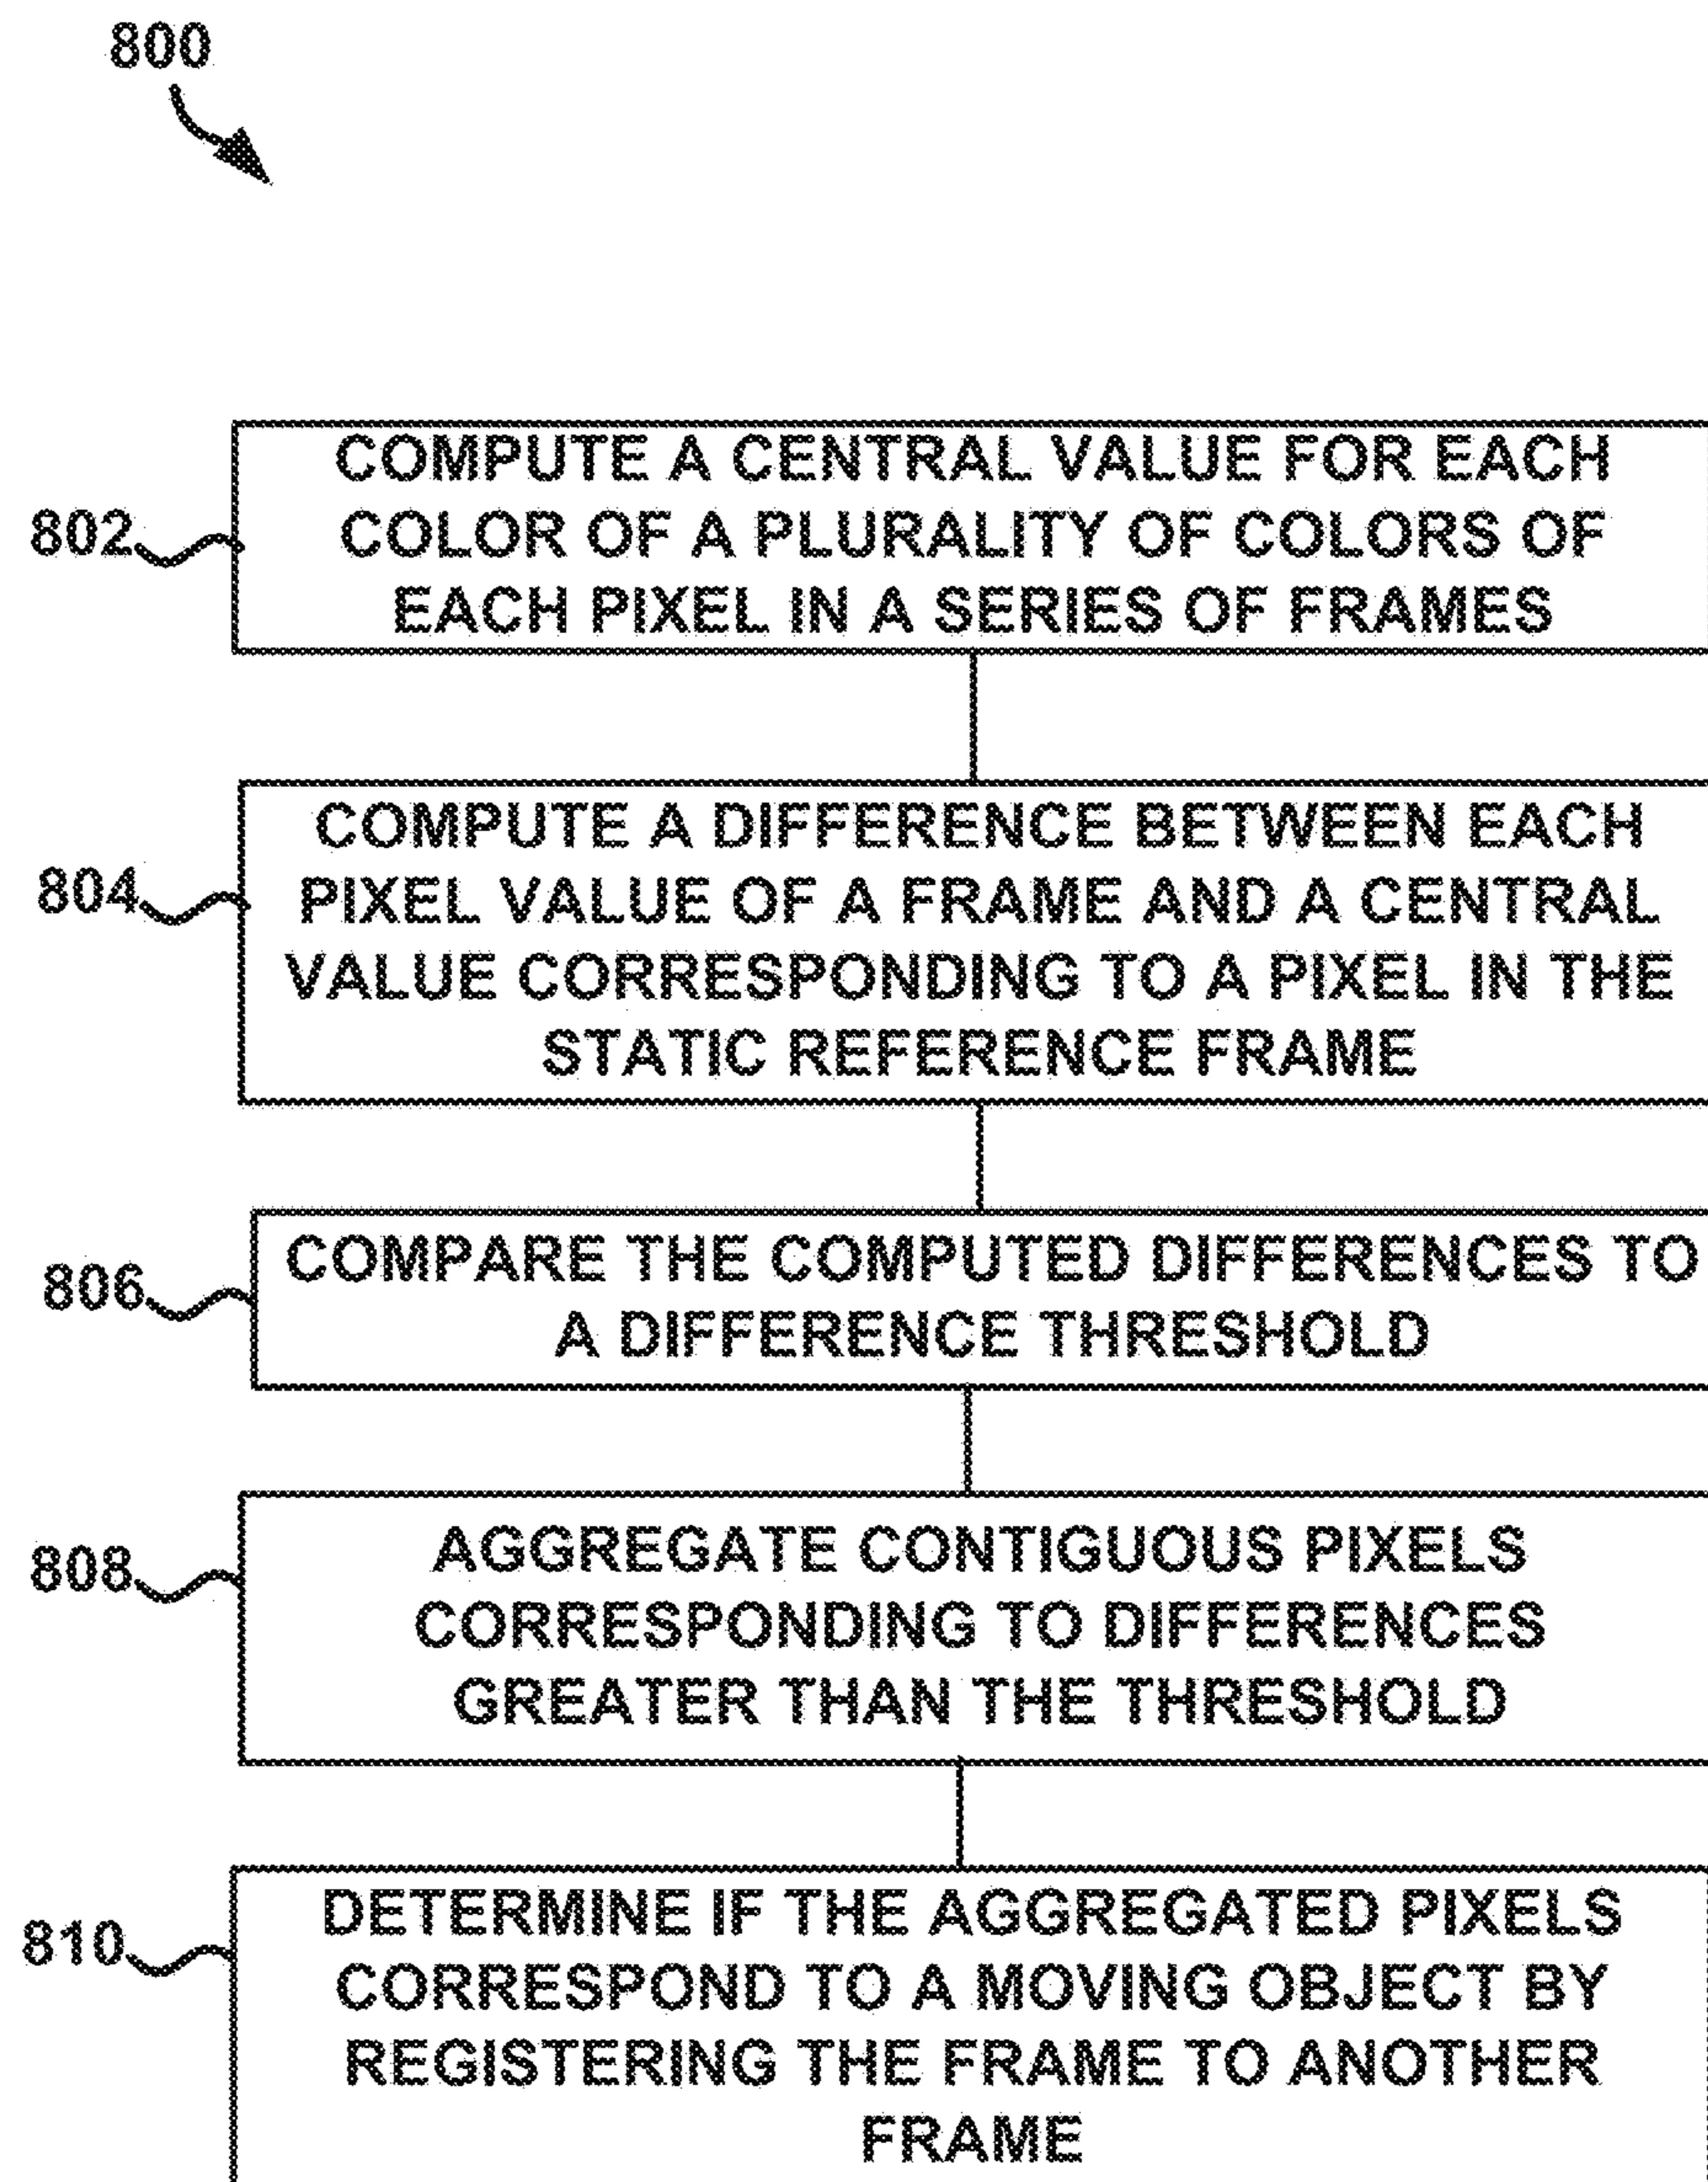 800
802
COMPUTE A CENTRAL VALUE FOR EACH
COLOR OF A PLURALITY OF COLORS OF
EACH PIXEL IN A SERIES OF FRAMES
804
COMPUTE A DIFFERENCE BETWEEN EACH
PIXEL VALUE OF A FRAME AND A CENTRAL
VALUE CORRESPONDING TO A PIXEL IN THE
STATIC REFERENCE FRAME
806
COMPARE THE COMPUTED DIFFERENCES TO
A DIFFERENCE THRESHOLD
808
AGGREGATE CONTIGUOUS PIXELS
CORRESPONDING TO DIFFERENCES
GREATER THAN THE THRESHOLD
810
DETERMINE IF THE AGGREGATED PIXELS
CORRESPOND TO A MOVING OBJECT BY
REGISTERING THE FRAME TO ANOTHER
FRAME